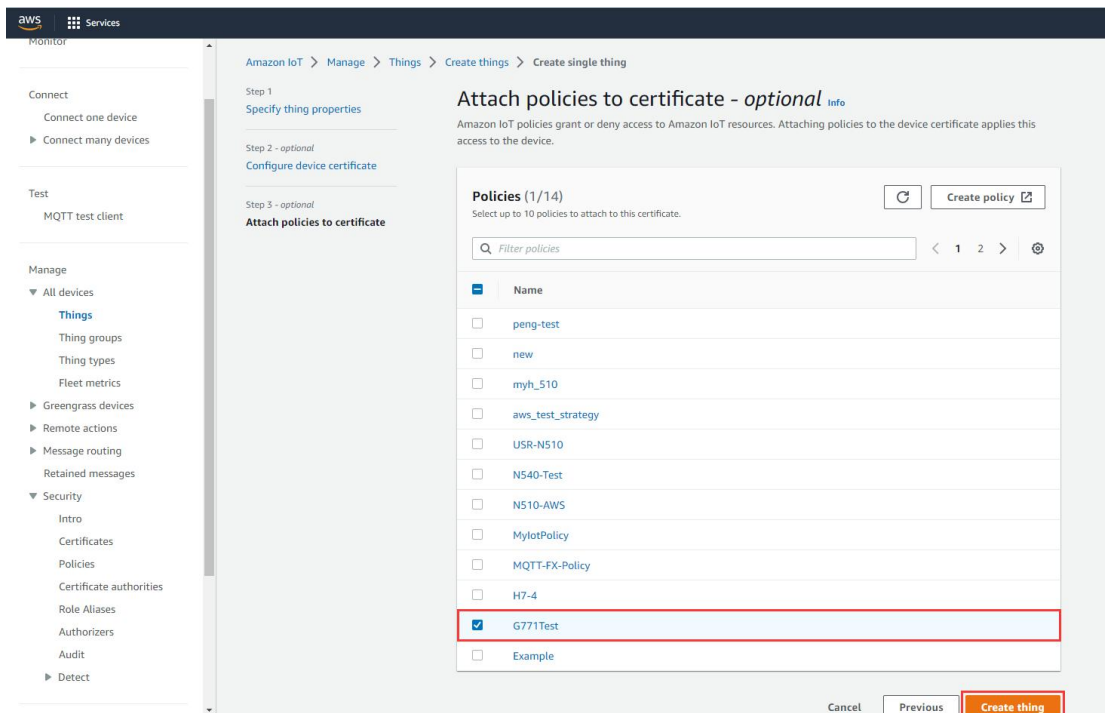 aws
Services
Monitor
Connect
Connect one device
Connect many devices
Test
MQTT test client
Manage
All devices
Things
Thing groups
Thing types
Fleet metrics
Greengrass devices
Remote actions
Message routing
Retained messages
Security
Intro
Certificates
Policies
Certificate authorities
Role Aliases
Authorizers
Audit
Detect
Amazon IoT > Manage > Things > Create things > Create single thing
Step 1
Specify thing properties
Step 2 - optional
Configure device certificate
Step 3 - optional
Attach policies to certificate
Attach policies to certificate - optional Info
Amazon IoT policies grant or deny access to Amazon IoT resources. Attaching policies to the device certificate applies this
access to the device.
Policies (1/14)
Select up to 10 policies to attach to this certificate.
Create policy
Filter policies
< 1 2 >
Name
peng-test
new
myh_510
aws_test_strategy
USR-N510
N540-Test
N510-AWS
MyIotPolicy
MQTT-FX-Policy
H7-4
G771Test
Example
Cancel
Previous
Create thing